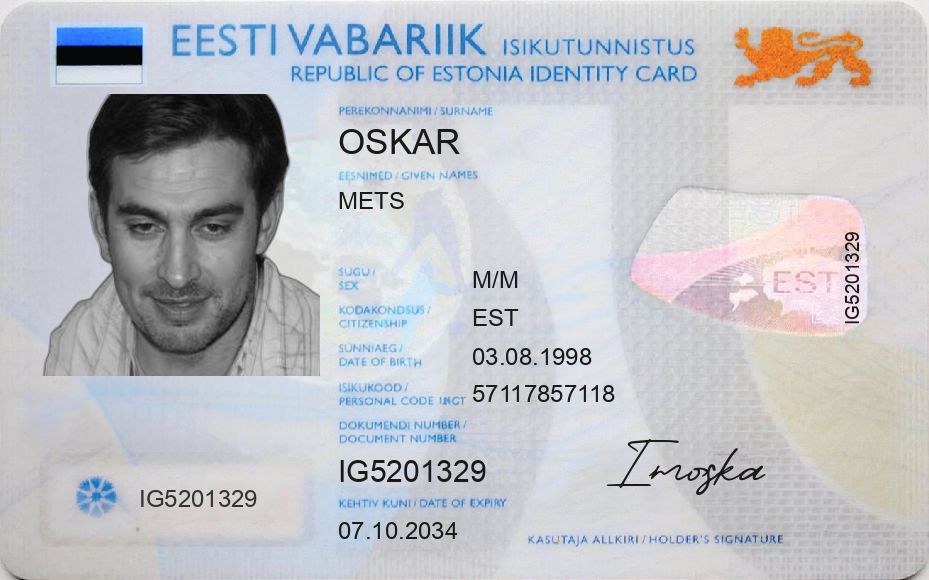 EESTI VABARIIK ISIKUTUNNISTUS
REPUBLIC OF ESTONIA IDENTITY CARD
PEREKONNANIMI / SURNAME
OSKAR
EESNIMED / GIVEN NAMES
METS
SUGU / SEX
M/M
KODAKONDSUS / CITIZENSHIP
EST
SÜNNIAEG / DATE OF BIRTH
03.08.1998
ISIKUKOOD / PERSONAL CODE
57117857118
DOKUMENDI NUMBER / DOCUMENT NUMBER
IG5201329
KEHTIV KUNI / DATE OF EXPIRY
07.10.2034
IG5201329
EST
IG5201329
Imoska
KASUTAJA ALLKIRI / HOLDER'S SIGNATURE